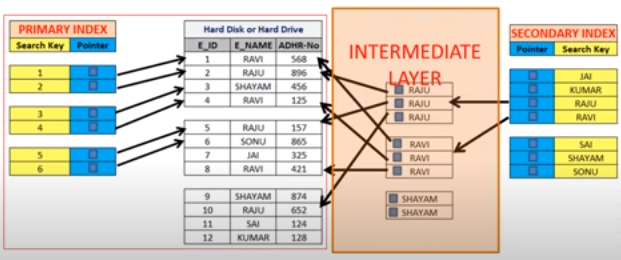 PRIMARY INDEX
Search Key Pointer
1
2
3
4
5
6
Hard Disk or Hard Drive
E_ID E_NAME ADHR-No
1 RAVI 568
2 RAJU 896
3 SHAYAM 456
4 RAVI 125
5 RAJU 157
6 SONU 865
7 JAI 325
8 RAVI 421
9 SHAYAM 874
10 RAJU 652
11 SAI 124
12 KUMAR 128
INTERMEDIATE
LAYER
RAJU
RAJU
RAJU
RAVI
RAVI
RAVI
SHAYAM
SHAYAM
SECONDARY INDEX
Pointer Search Key
JAI
KUMAR
RAJU
RAVI
SAI
SHAYAM
SONU